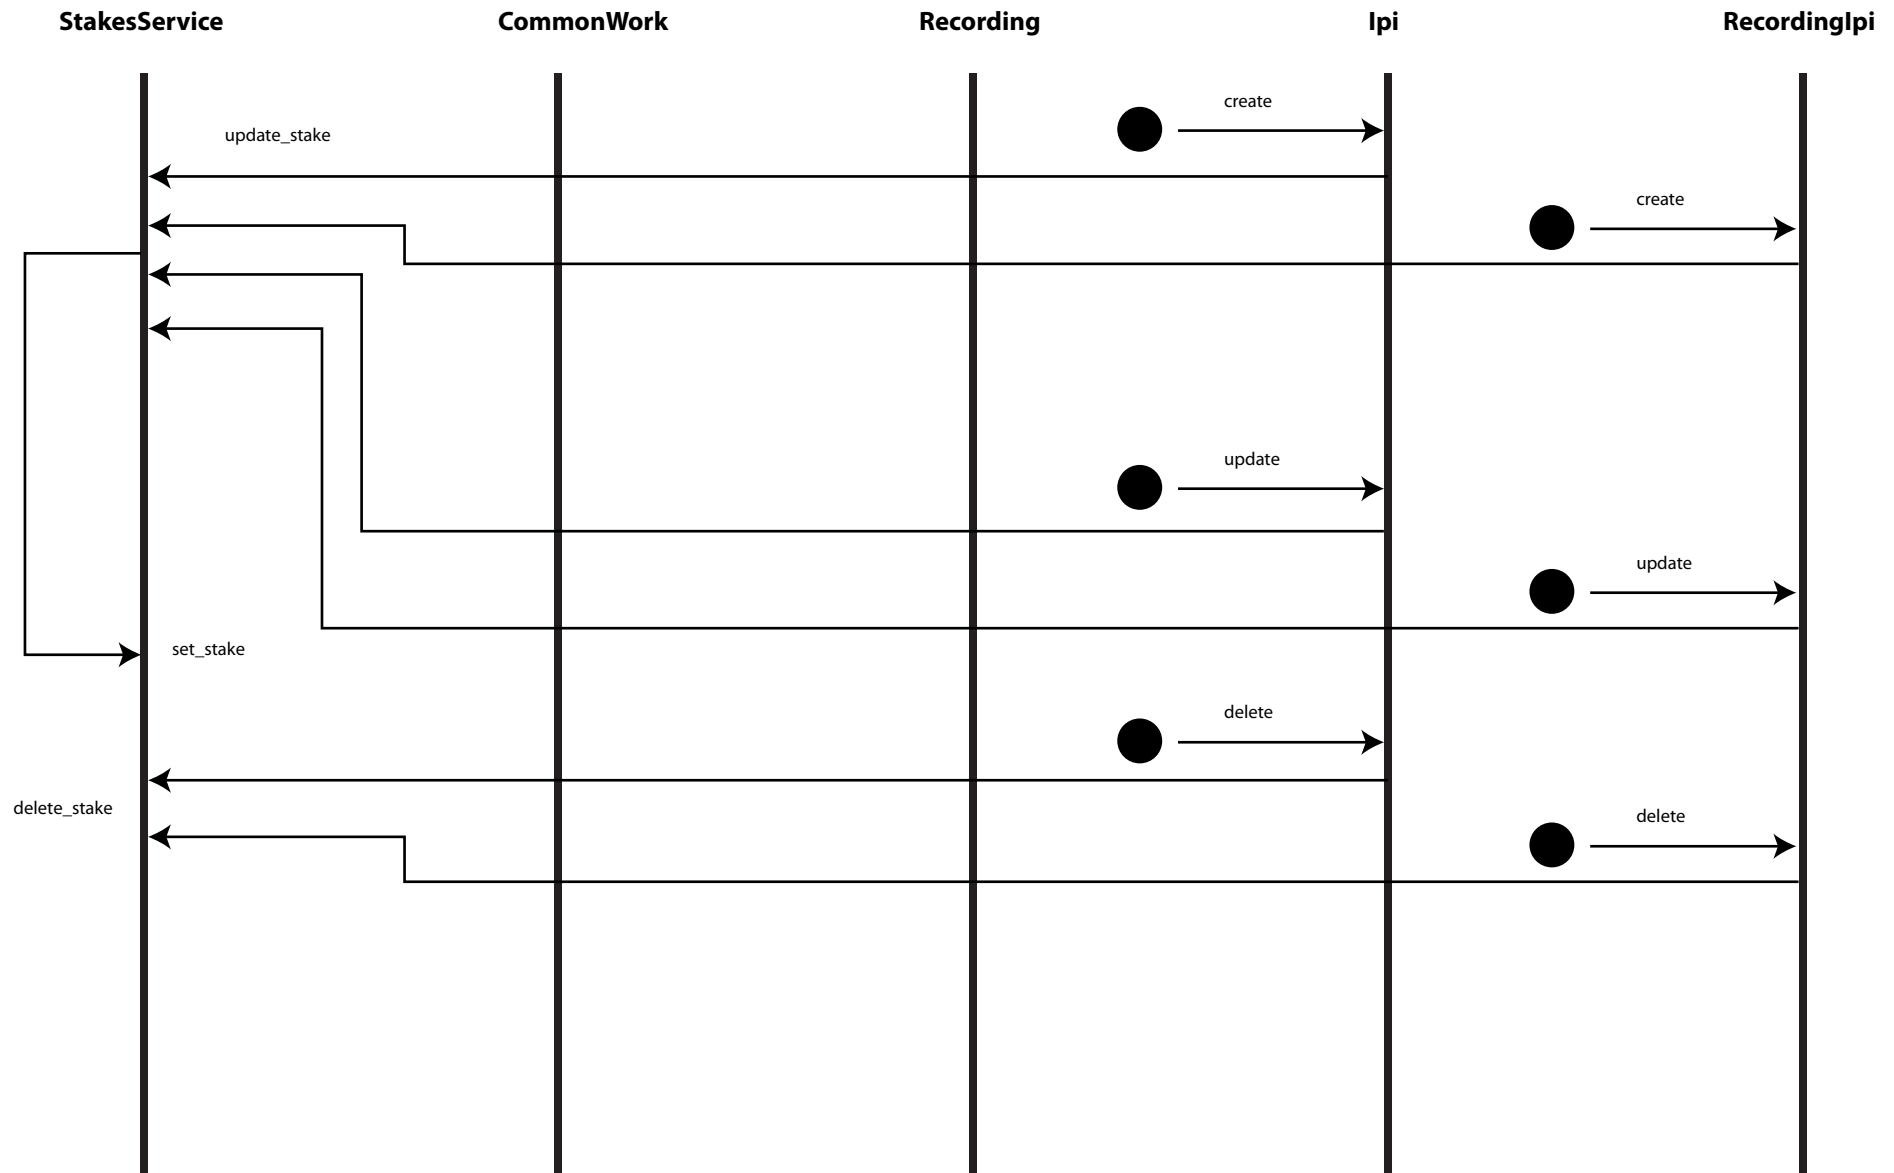 StakesService
CommonWork
Recording
Ipi
RecordingIpi
create
update_stake
create
update
update
set_stake
delete
delete_stake
delete